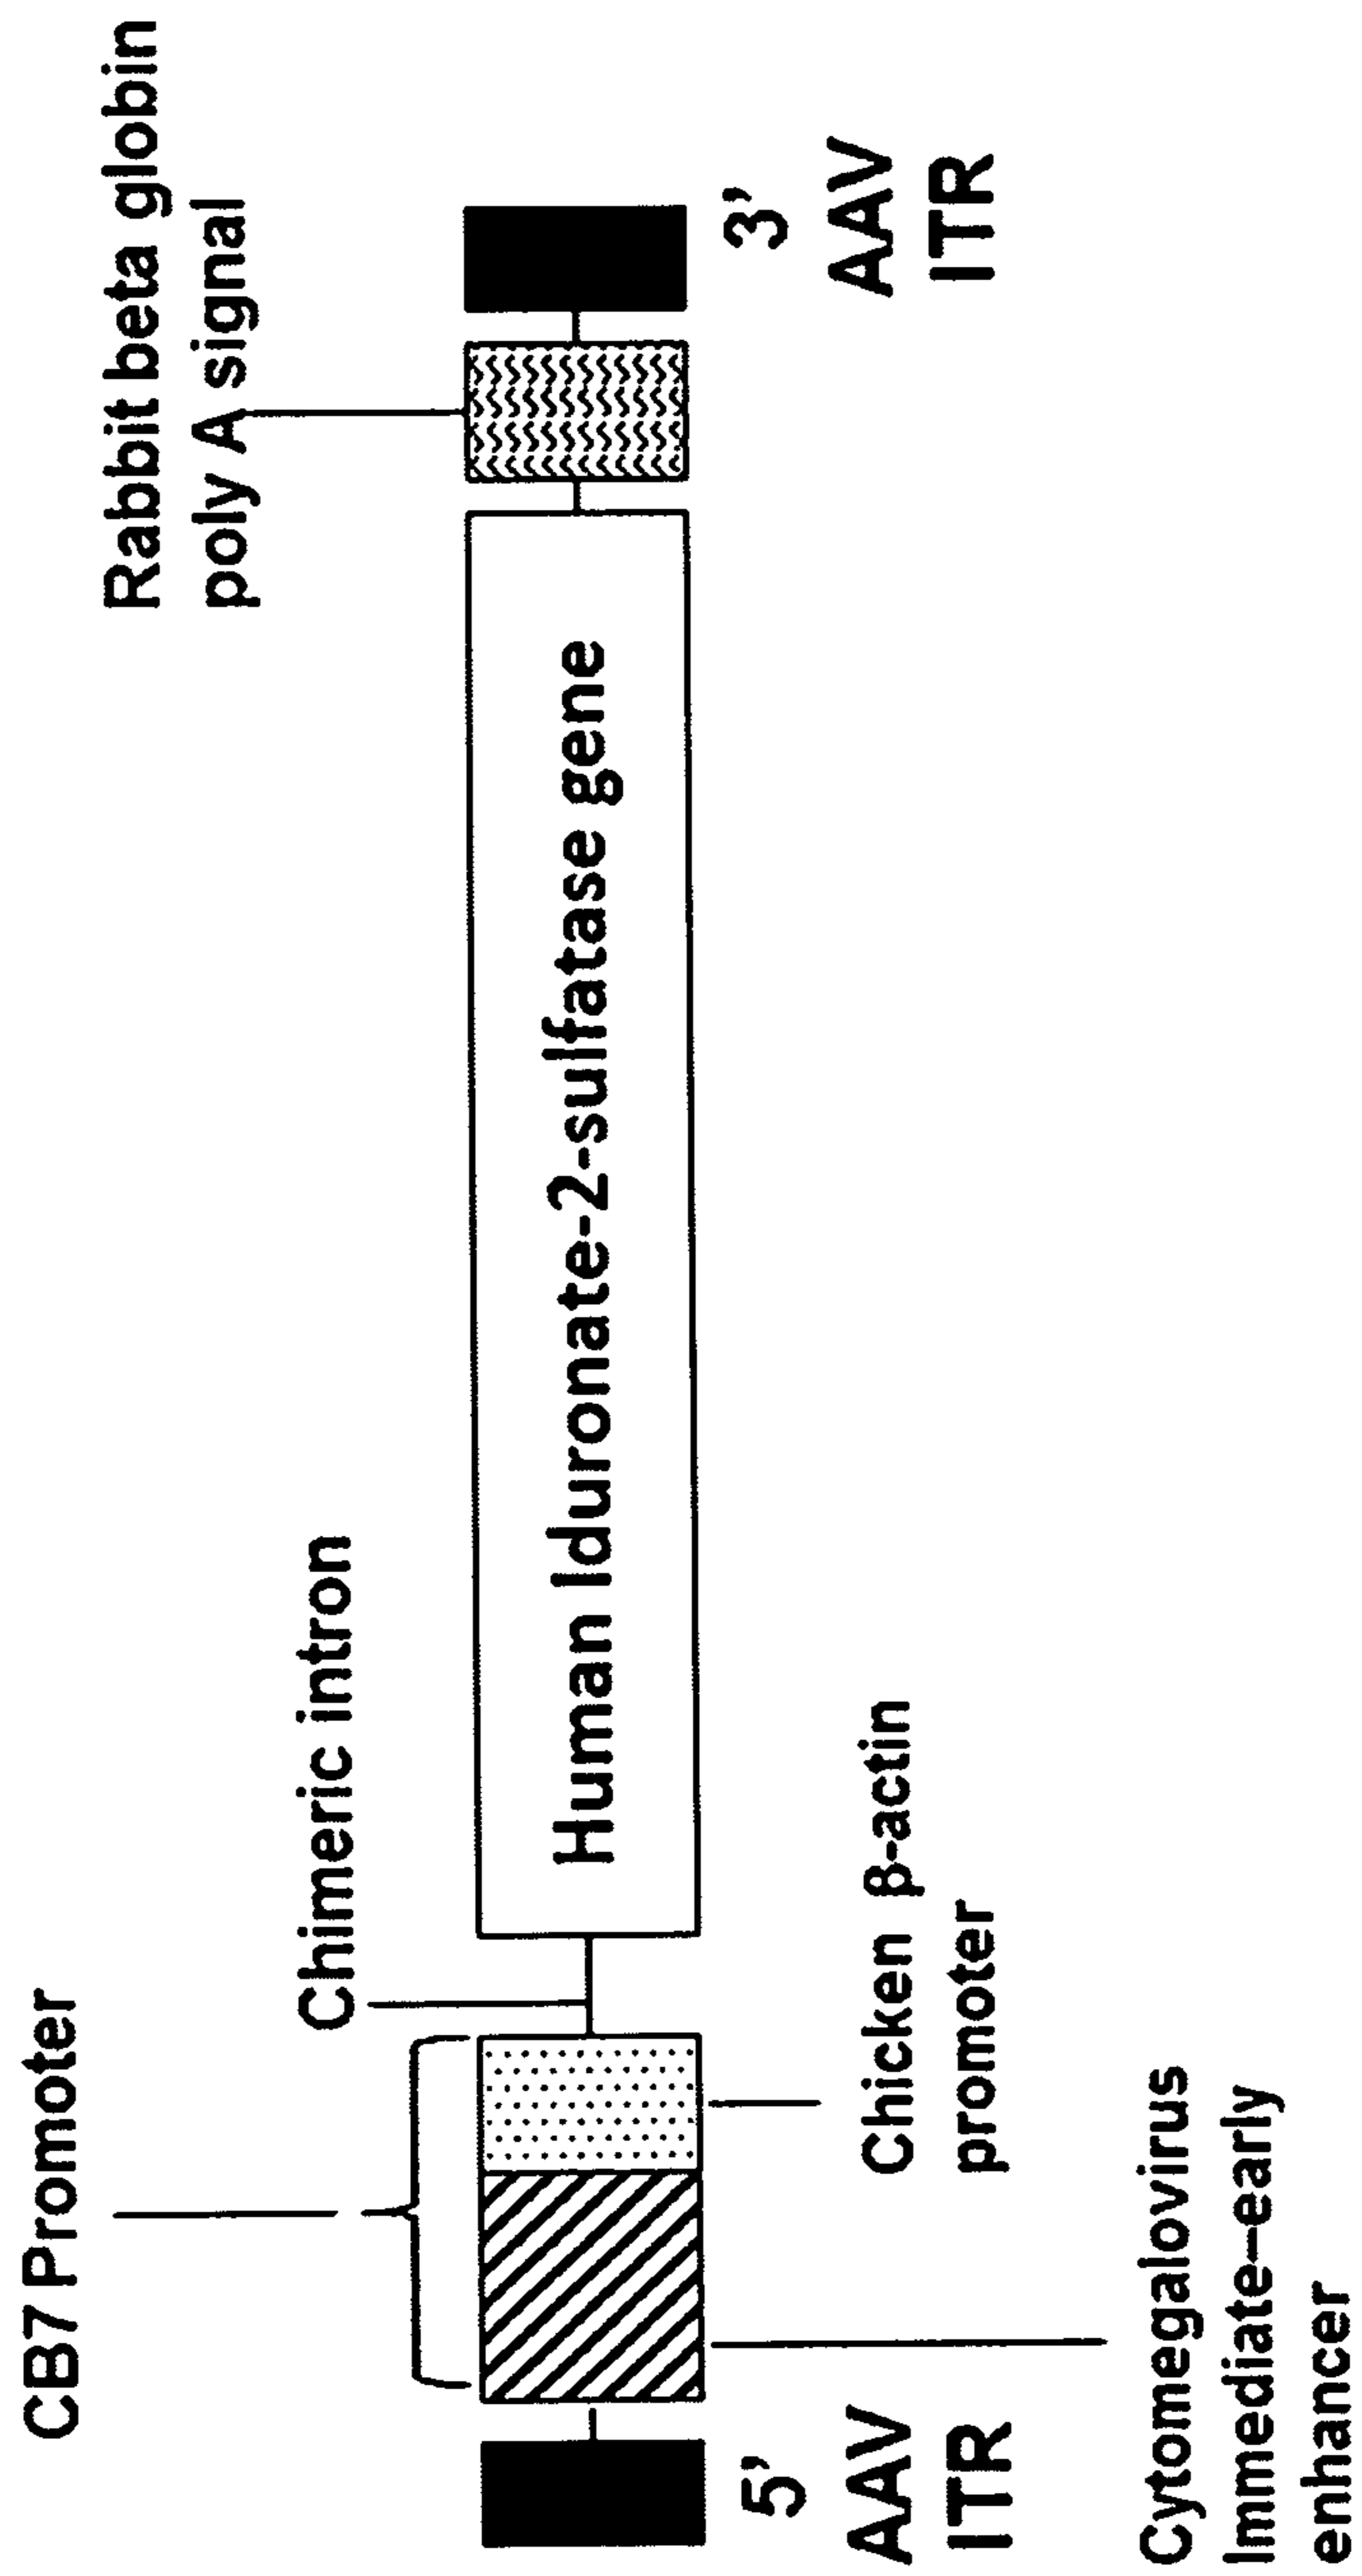 CB7 Promoter
Chimeric intron
Rabbit beta globin
poly A signal
Human Iduronate-2-sulfatase gene
5’
AAV
ITR
Chicken β-actin
promoter
3’
AAV
ITR
Cytomegalovirus
Immediate–early
enhancer